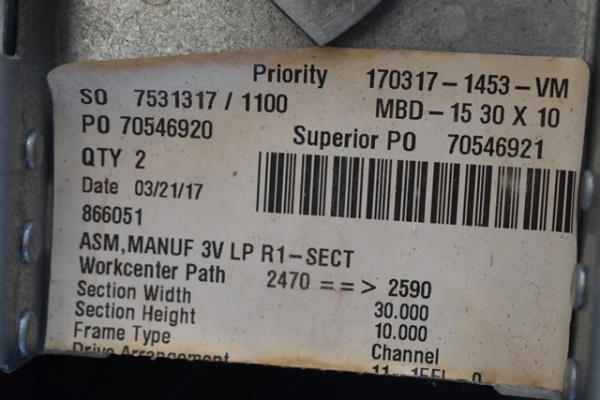 Priority 170317-1453-VM
SO 7531317 / 1100 MBD-15 30 X 10
PO 70546920 Superior PO 70546921
QTY 2
Date 03/21/17
866051
ASM,MANUF 3V LP R1-SECT
Workcenter Path 2470 ==> 2590
Section Width 30.000
Section Height 10.000
Frame Type Channel
Drive Arrangement